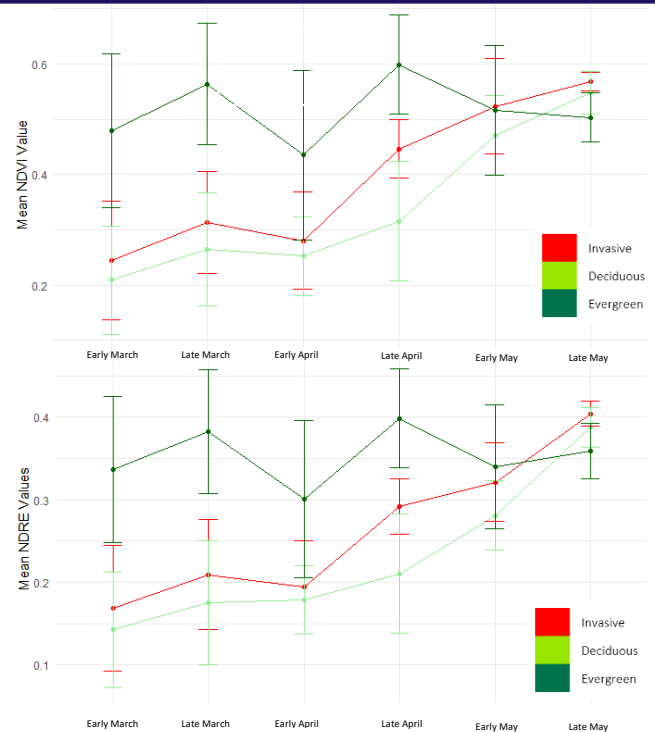 Mean NDVI Value
0.6
0.4
0.2
Invasive
Deciduous
Evergreen
Early March Late March Early April Late April Early May Late May
Mean NDRE Values
0.4
0.3
0.2
0.1
Invasive
Deciduous
Evergreen
Early March Late March Early April Late April Early May Late May